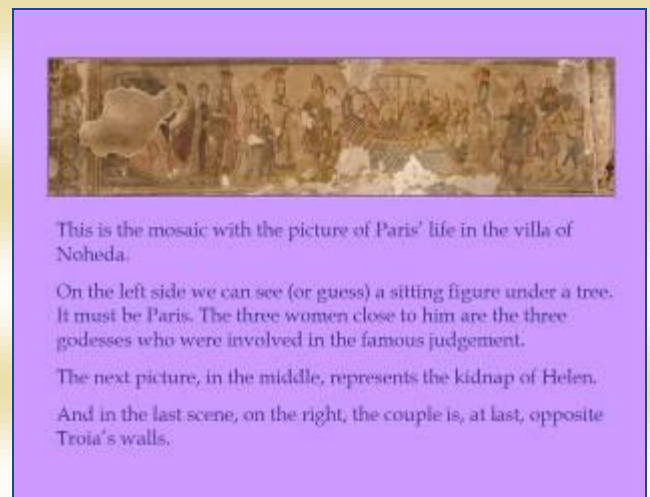 This is the mosaic with the picture of Paris' life in the villa of
Noheda.
On the left side we can see (or guess) a sitting figure under a tree.
It must be Paris. The three women close to him are the three
godesses who were involved in the famous judgement.
The next picture, in the middle, represents the kidnap of Helen.
And in the last scene, on the right, the couple is, at last, opposite
Troia's walls.